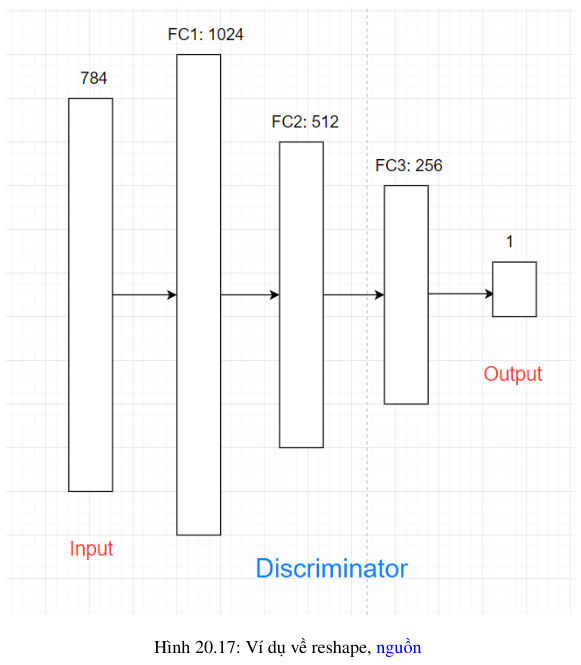 FC1: 1024
784
FC2: 512
FC3: 256
1
Output
Input
Discriminator
Hình 20.17: Ví dụ về reshape, nguồn